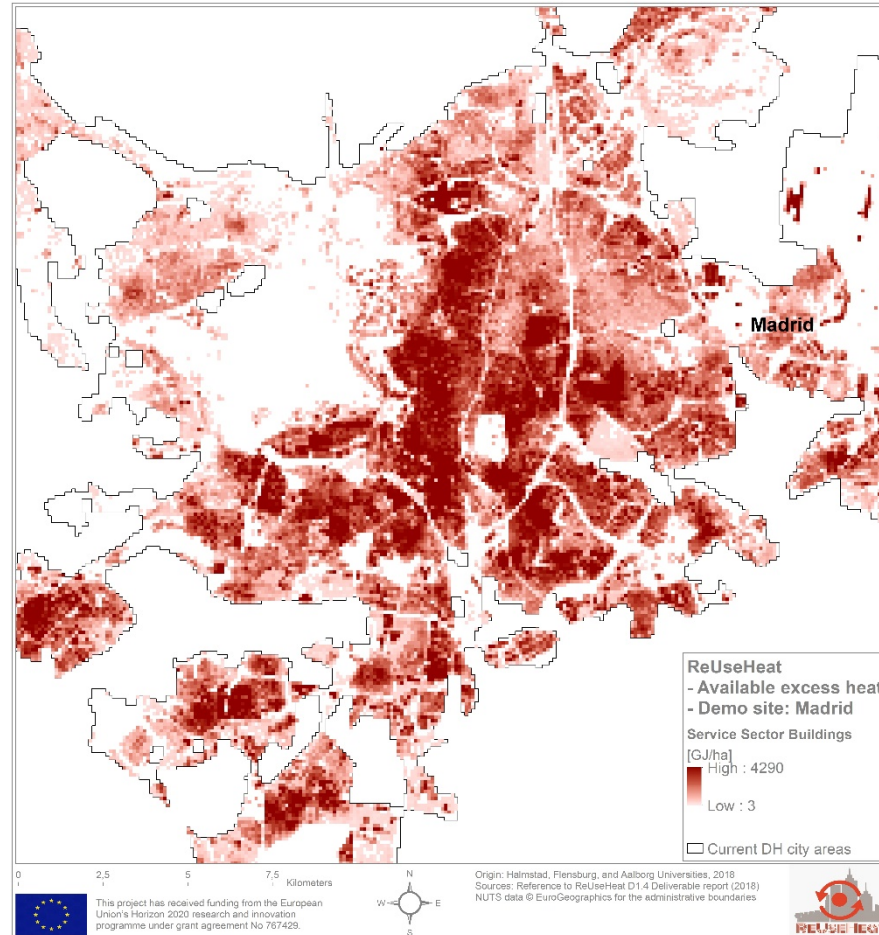 Madrid
ReUseHeat
- Available excess heat
- Demo site: Madrid
Service Sector Buildings
[GJ/ha]
High : 4290
Low : 3
Current DH city areas
0 2,5 5 7,5
Kilometers
N
W E
S
This project has received funding from the European
Union's Horizon 2020 research and innovation
programme under grant agreement No 767429.
Origin: Halmstad, Flensburg, and Aalborg Universities, 2018
Sources: Reference to ReUseHeat D1.4 Deliverable report (2018)
NUTS data © EuroGeographics for the administrative boundaries
REUSEHEAT